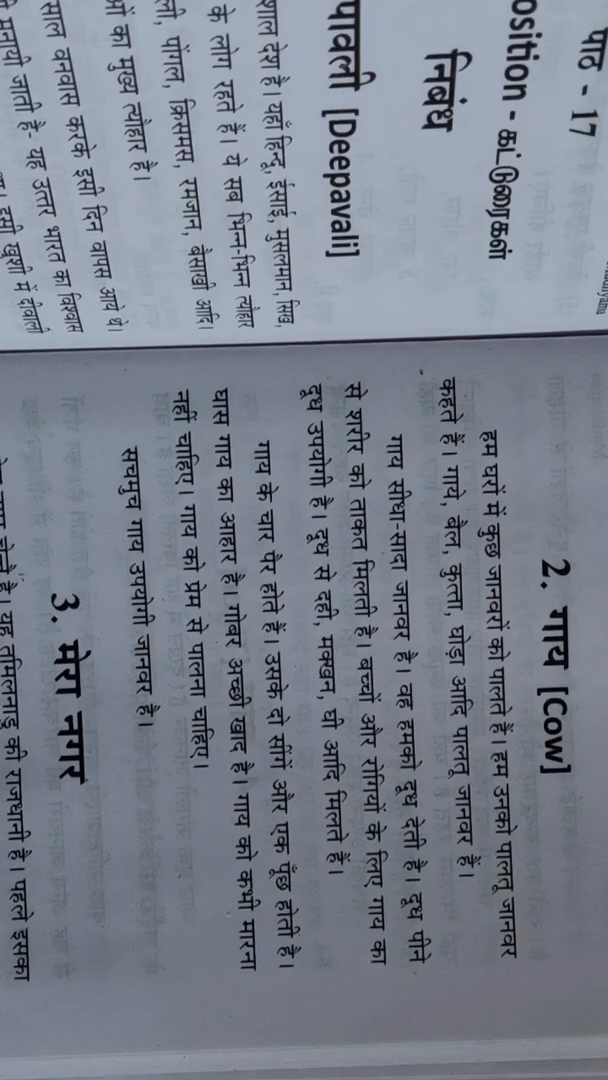 पाठ - 17
osition - கட்டுரைகள்
निबंध
पावली [Deepavali]
शाल देश है। यहाँ हिन्दु, ईसाई, मुसलमान, सिख,
के लोग रहते हैं। ये सब भिन्न-भिन्न त्यौहार
ली, पोंगल, क्रिसमस, रमजान, बैसाखी आदि।
ओं का मुख्य त्यौहार है।
साल वनवास करके इसी दिन वापस आये थे।
मनायी जाती है- यह उत्तर भारत का विश्वास
इसी खुशी में दीवाली
2. गाय [Cow]
हम घरों में कुछ जानवरों को पालते हैं। हम उनको पालतू जानवर
कहते हैं। गाये, बैल, कुत्ता, घोड़ा आदि पालतू जानवर हैं।
गाय सीधा-सादा जानवर है। वह हमको दूध देती है। दूध पीने
से शरीर को ताकत मिलती है। बच्चों और रोगियों के लिए गाय का
दूध उपयोगी है। दूध से दही, मक्खन, घी आदि मिलते हैं।
गाय के चार पैर होते हैं। उसके दो सींगें और एक पूँछ होती है।
घास गाय का आहार है। गोबर अच्छी खाद है। गाय को कभी मारना
नहीं चाहिए। गाय को प्रेम से पालना चाहिए।
सचमुच गाय उपयोगी जानवर है।
3. मेरा नगर
है। यह तमिलनाडु की राजधानी है। पहले इसका